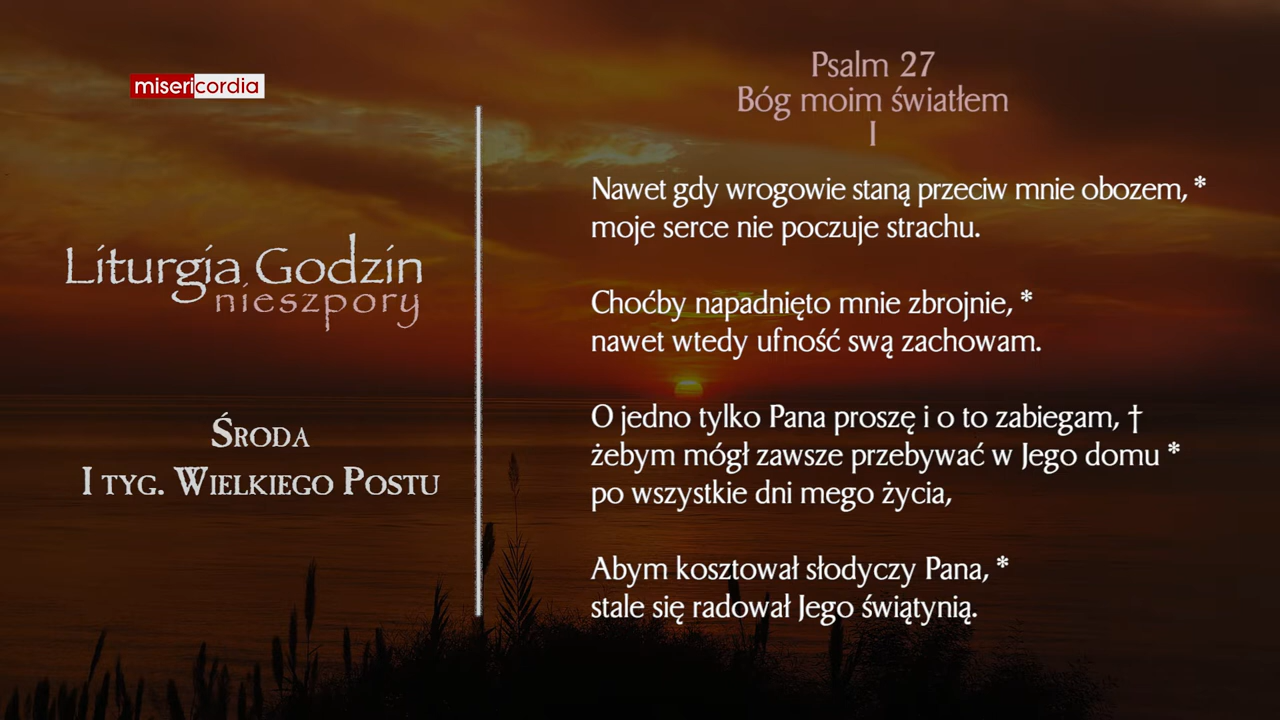 misericordia
Liturgia Godzin
nieszpory
Środa
I tyg. Wielkiego Postu
Psalm 27
Bóg moim światłem
I
Nawet gdy wrogowie staną przeciw mnie obozem, *
moje serce nie poczuje strachu.
Choćby napadnięto mnie zbrojnie, *
nawet wtedy ufność swą zachowam.
O jedno tylko Pana proszę i o to zabiegam, †
żebym mógł zawsze przebywać w Jego domu *
po wszystkie dni mego życia,
Abym kosztował słodyczy Pana, *
stale się radował Jego świątynią.